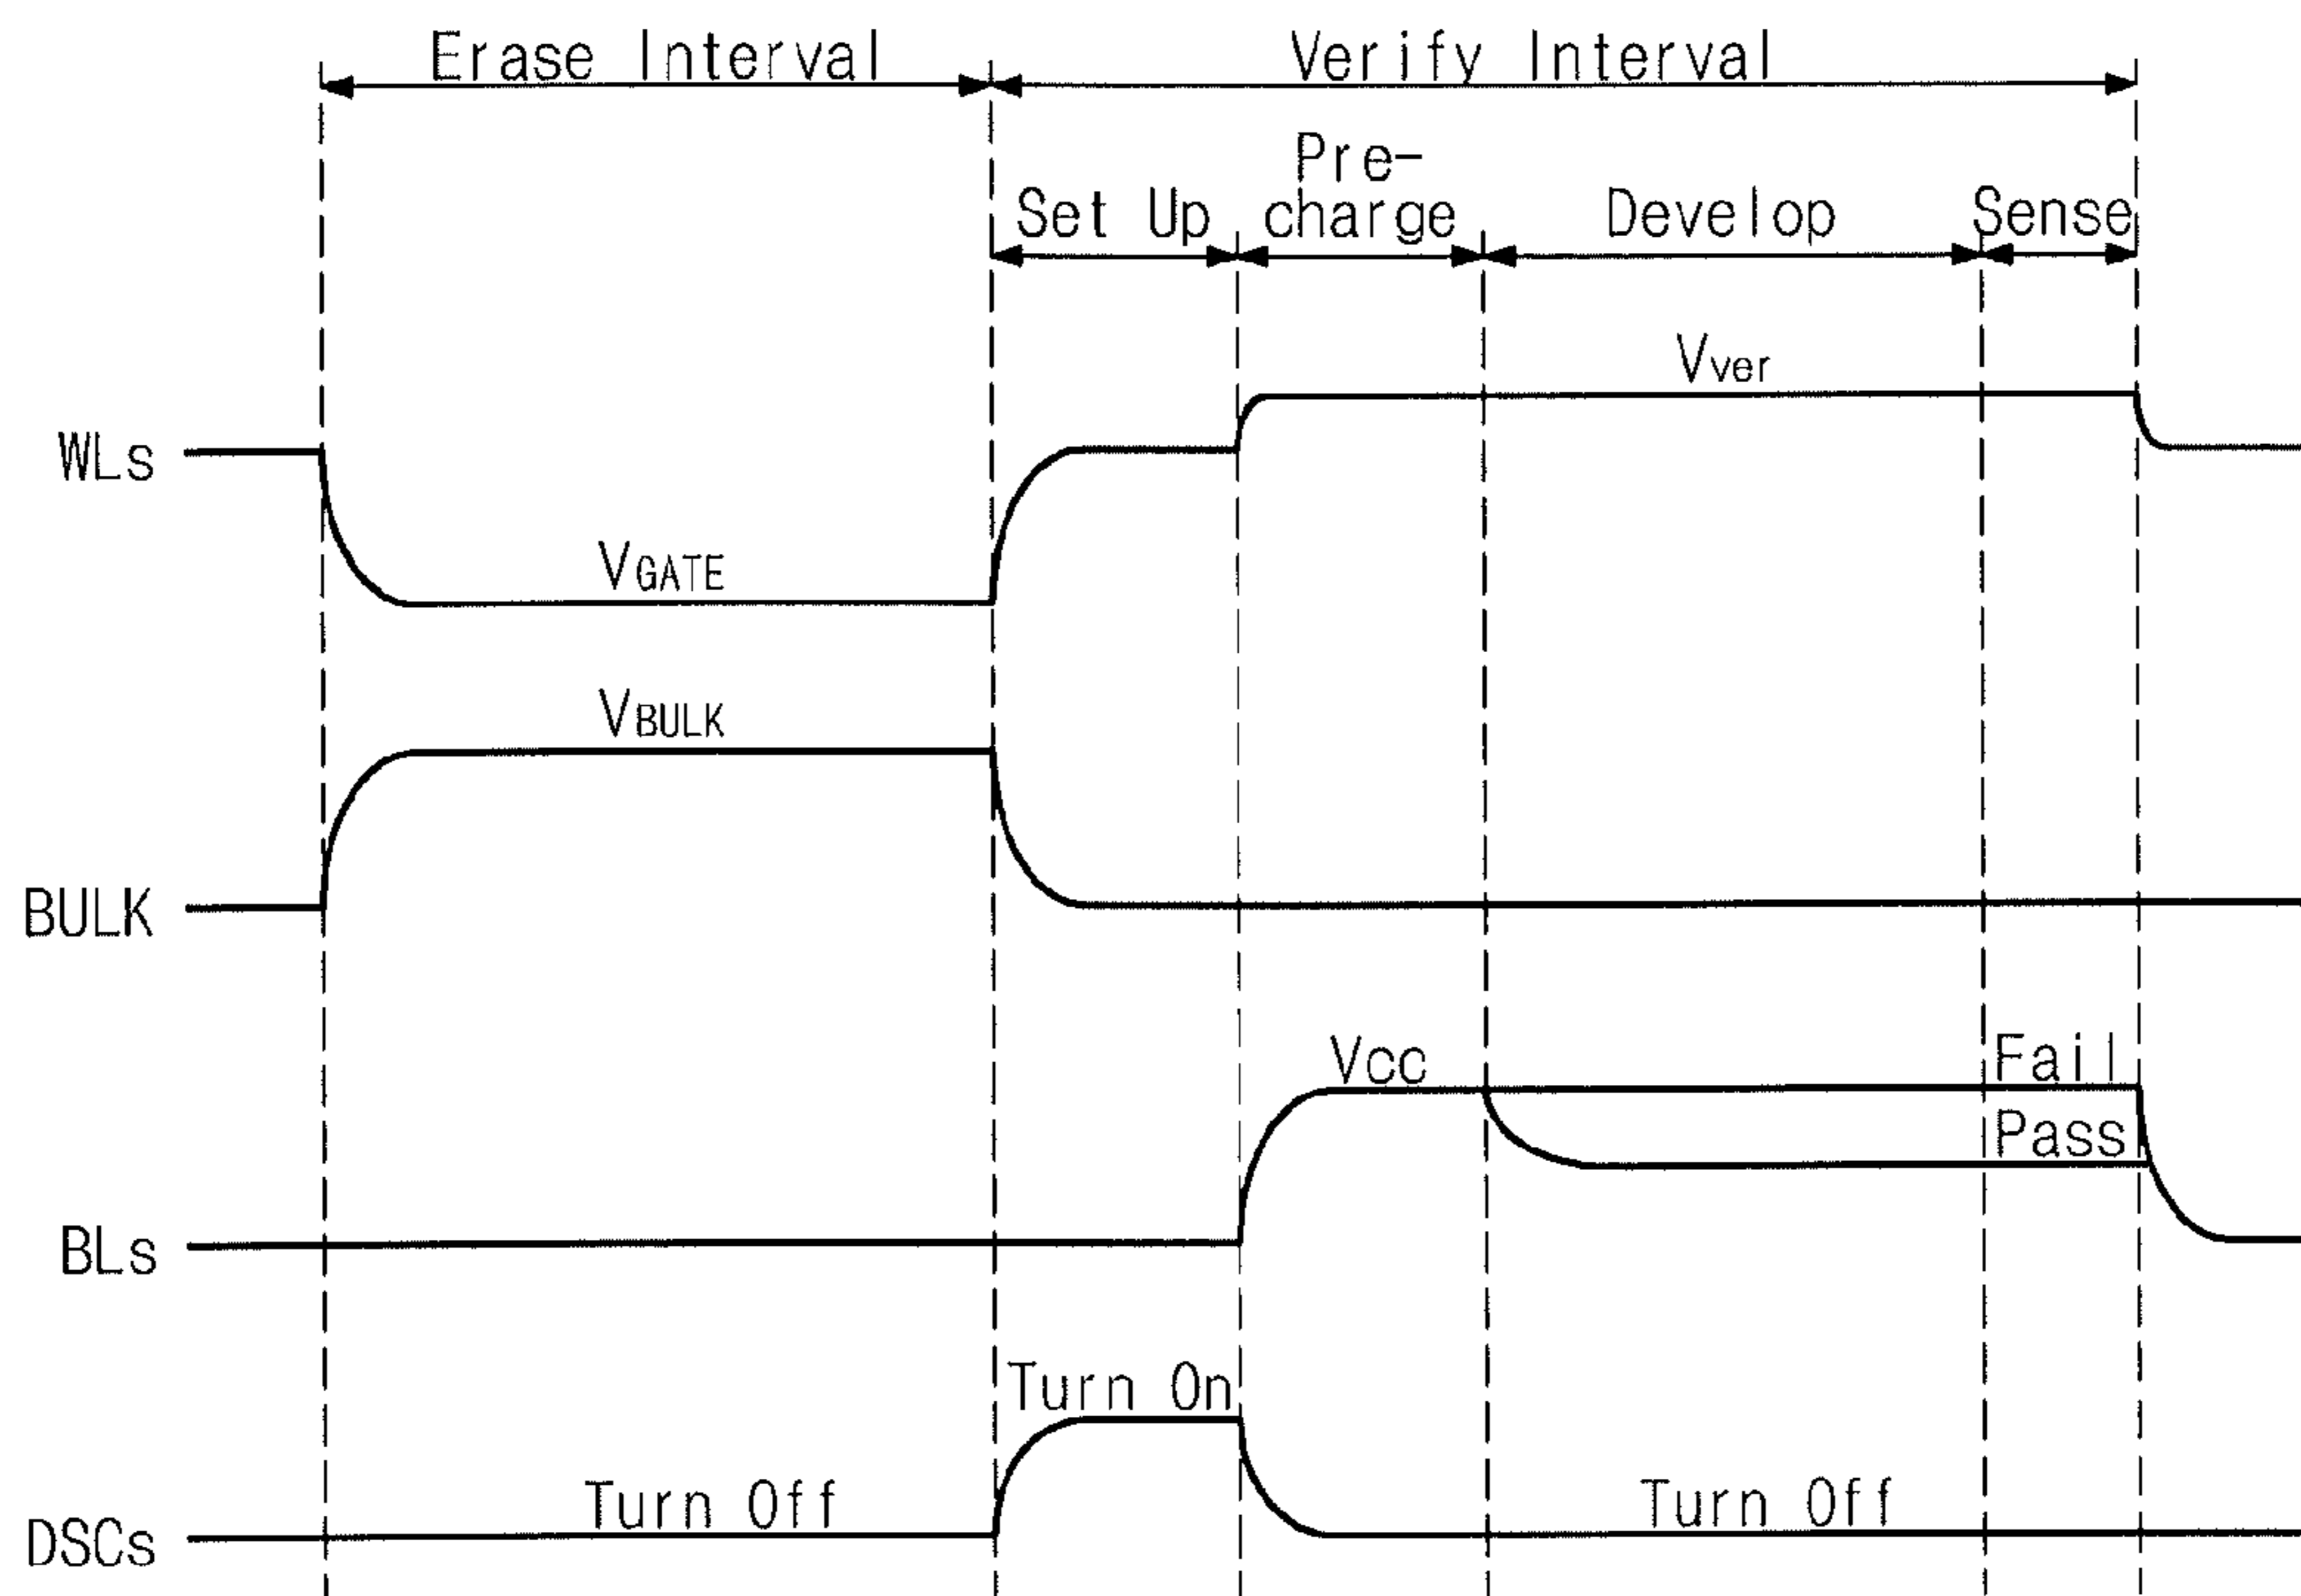 Erase Interval
Verify Interval
Pre-
Set Up charge Develop Sense
Vver
WLs
VGATE
VBULK
BULK
VCC
Fail
Pass
BLs
Turn On
Turn Off
Turn Off
DSCs